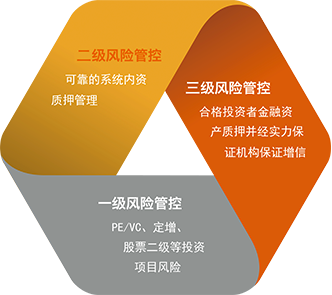 二级风险管控
可靠的系统内资
质押管理
三级风险管控
合格投资者金融资
产质押并经实力保
证机构保证增信
一级风险管控
PE/VC、定增、
股票二级等投资
项目风险